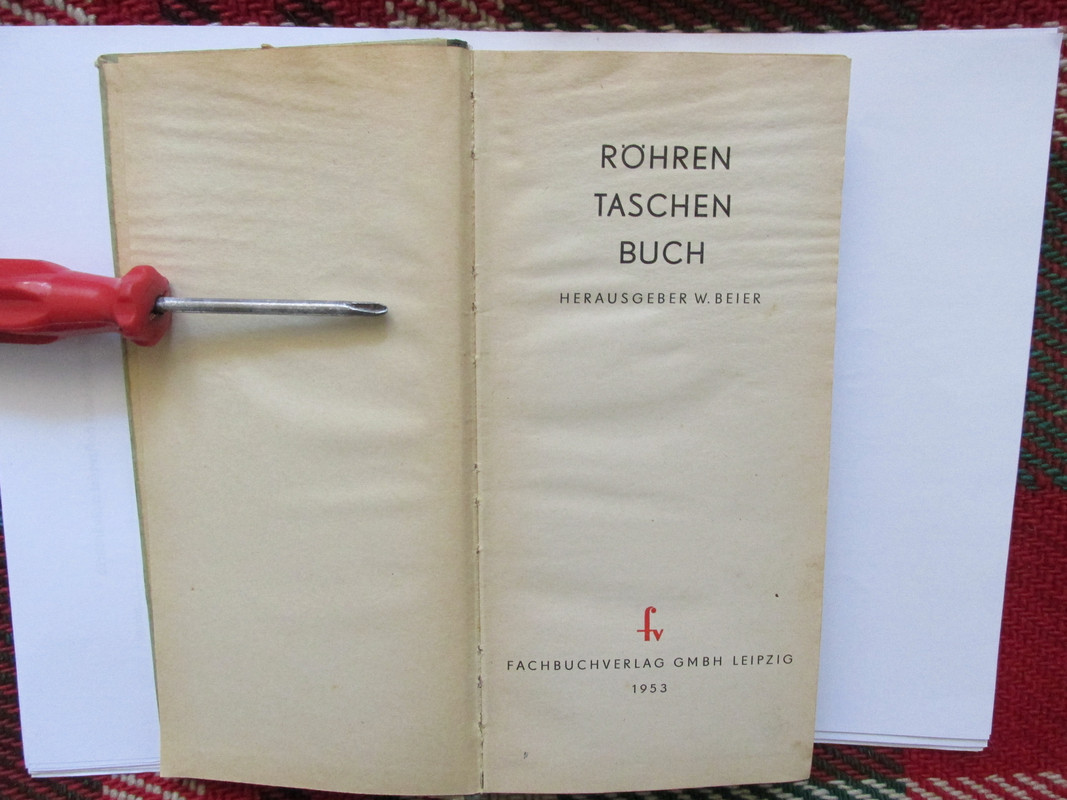 RÖHREN
TASCHEN
BUCH
HERAUSGEBER W. BEIER
fv
FACHBUCHVERLAG GMBH LEIPZIG
1953